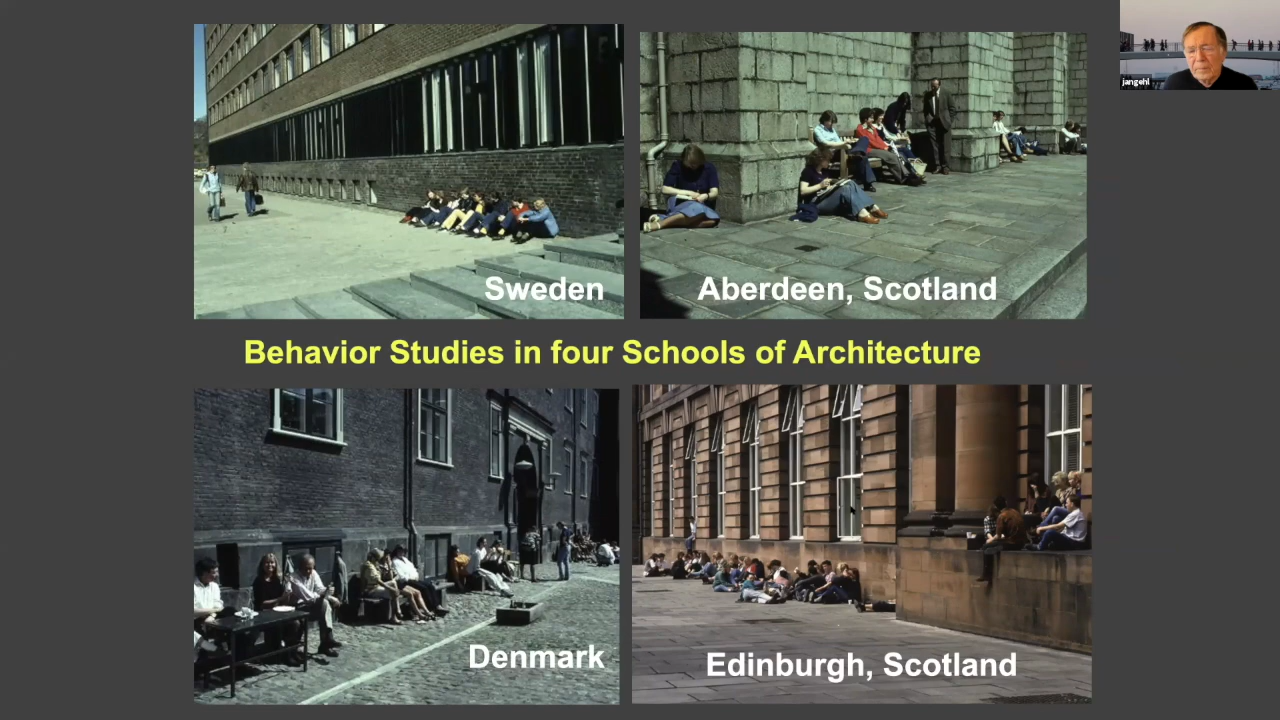 jangehl
Sweden
Aberdeen, Scotland
Behavior Studies in four Schools of Architecture
Denmark
Edinburgh, Scotland